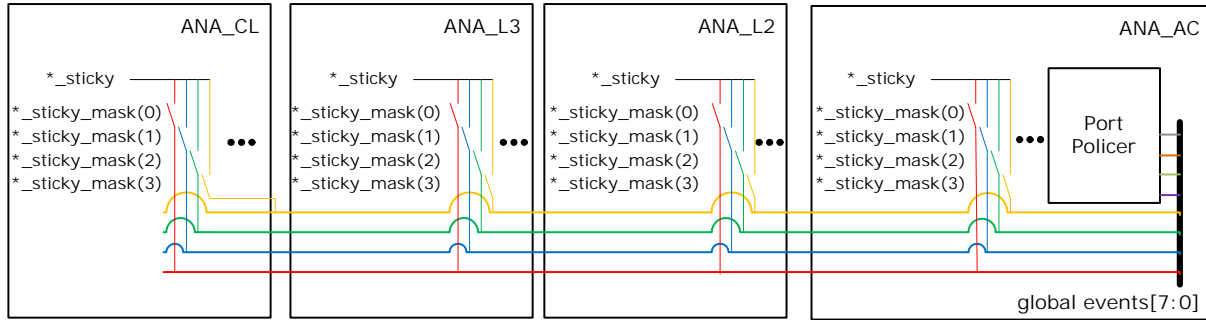 ANA_CL
*_sticky
*_sticky_mask(0)
*_sticky_mask(1)
*_sticky_mask(2)
*_sticky_mask(3)
ANA_L3
*_sticky
*_sticky_mask(0)
*_sticky_mask(1)
*_sticky_mask(2)
*_sticky_mask(3)
ANA_L2
*_sticky
*_sticky_mask(0)
*_sticky_mask(1)
*_sticky_mask(2)
*_sticky_mask(3)
ANA_AC
*_sticky
*_sticky_mask(0)
*_sticky_mask(1)
*_sticky_mask(2)
*_sticky_mask(3)
Port
Policer
global events[7:0]